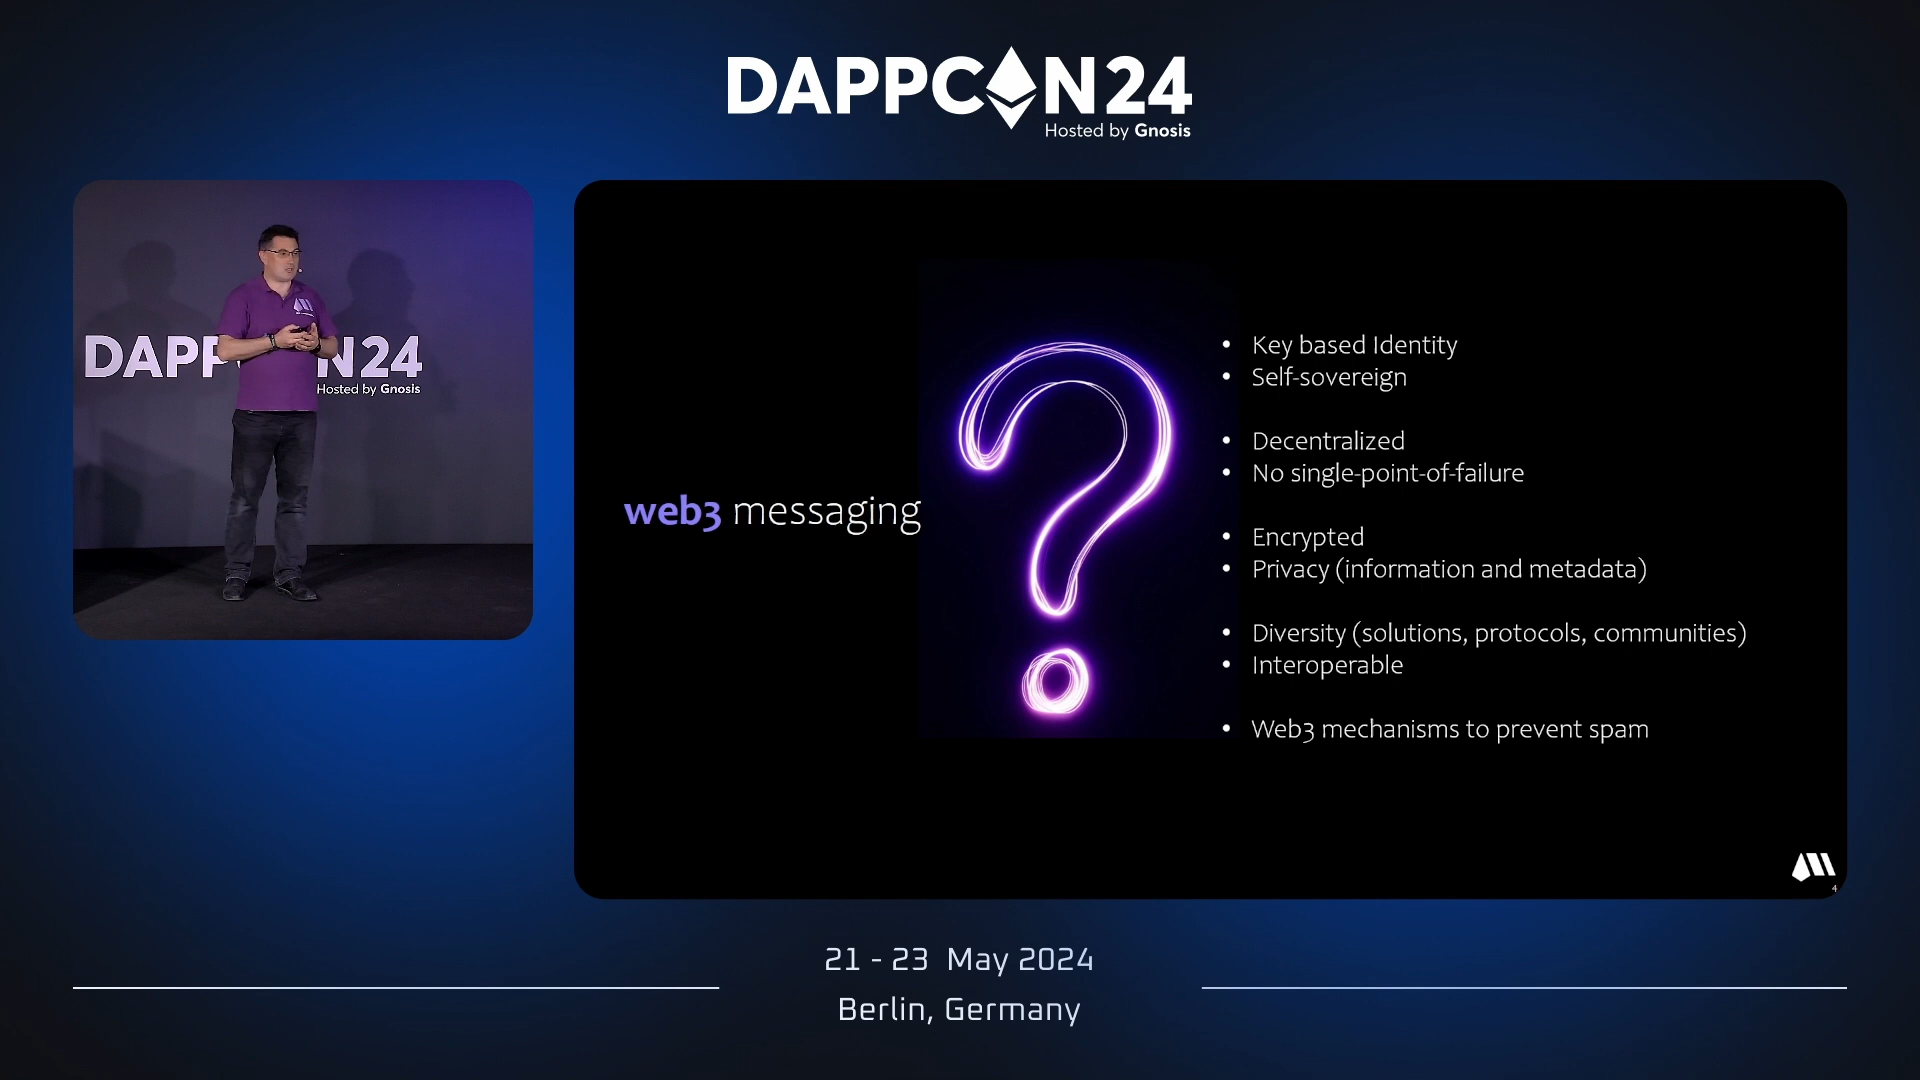 DAPPCON24
Hosted by Gnosis
DAPP N24
Hosted by Gnosis
web3 messaging
• Key based Identity
• Self-sovereign
• Decentralized
• No single-point-of-failure
• Encrypted
• Privacy (information and metadata)
• Diversity (solutions, protocols, communities)
• Interoperable
• Web3 mechanisms to prevent spam
4
21 - 23 May 2024
Berlin, Germany